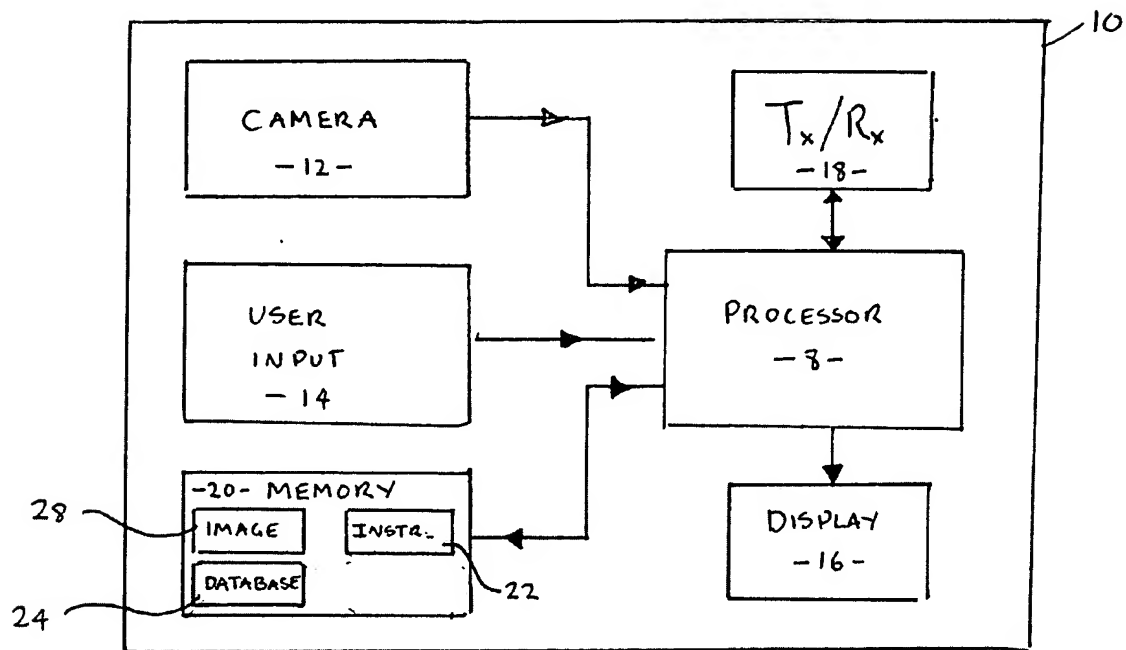 10
CAMERA
-12-
Tx/Rx
-18-
USER
INPUT
-14
PROCESSOR
-8-
-20- MEMORY
28
IMAGE
INSTR.
DATABASE
22
24
DISPLAY
-16-